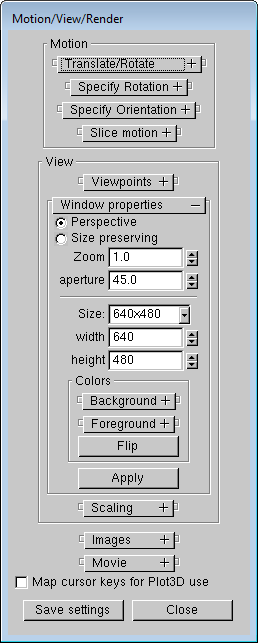 Motion/View/Render
Motion
Translate/Rotate +
Specify Rotation +
Specify Orientation +
Slice motion +
View
Viewpoints +
Window properties −
Perspective
Size preserving
Zoom 1.0
aperture 45.0
Size: 640x480
width 640
height 480
Colors
Background +
Foreground +
Flip
Apply
Scaling +
Images +
Movie +
Map cursor keys for Plot3D use
Save settings Close